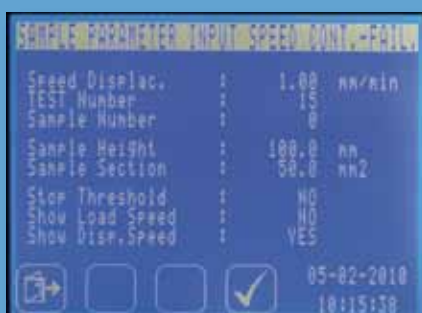 SAMPLE PARAMETER INPUT SPEED CONT.-FAIL.
Speed Displac. : 1.00 mm/min
TEST Number : 15
Sample Number : 0
Sample Height : 100.0 mm
Sample Section : 50.0 mm2
Stop Threshold : NO
Show Load Speed : NO
Show Disp.Speed : YES
05-02-2010
10:15:38